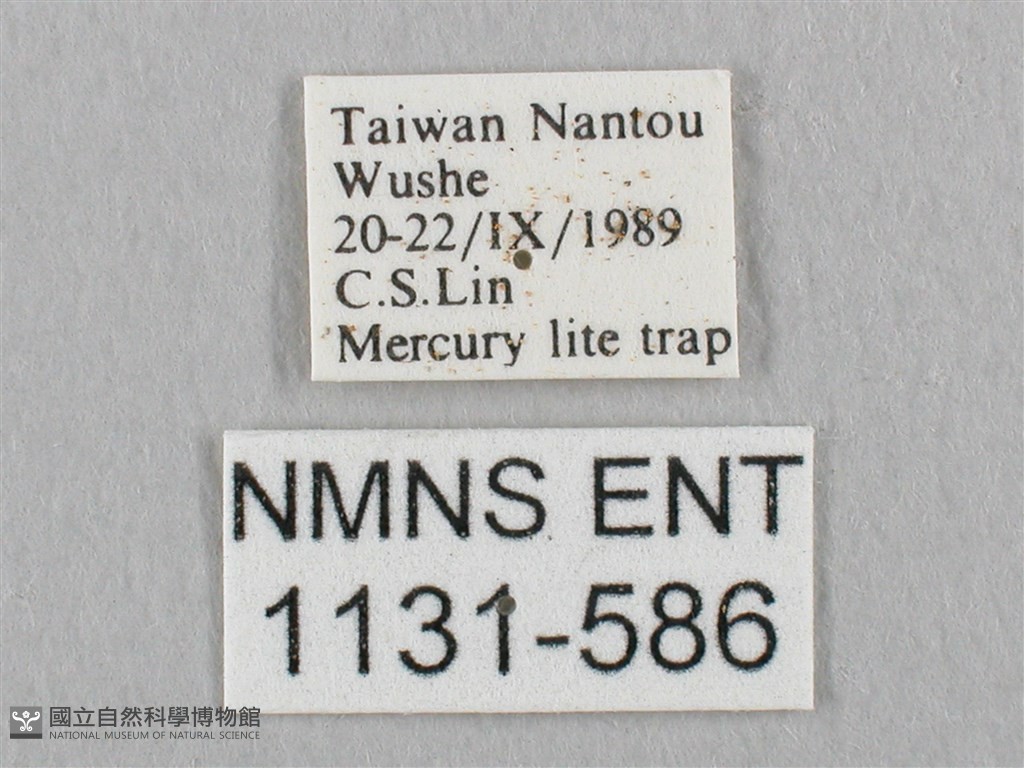 Taiwan Nantou
Wushe
20-22/IX/1989
C.S.Lin
Mercury lite trap
NMNS ENT
1131-586
國立自然科學博物館
NATIONAL MUSEUM OF NATURAL SCIENCE